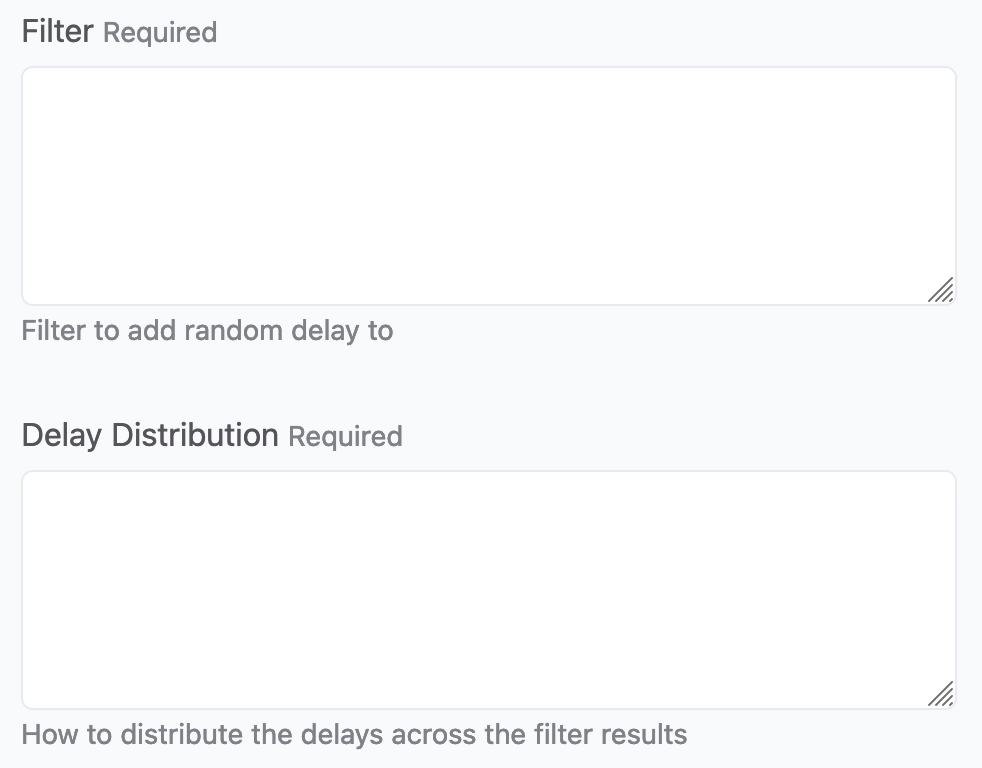 Filter Required
Filter to add random delay to
Delay Distribution Required
How to distribute the delays across the filter results